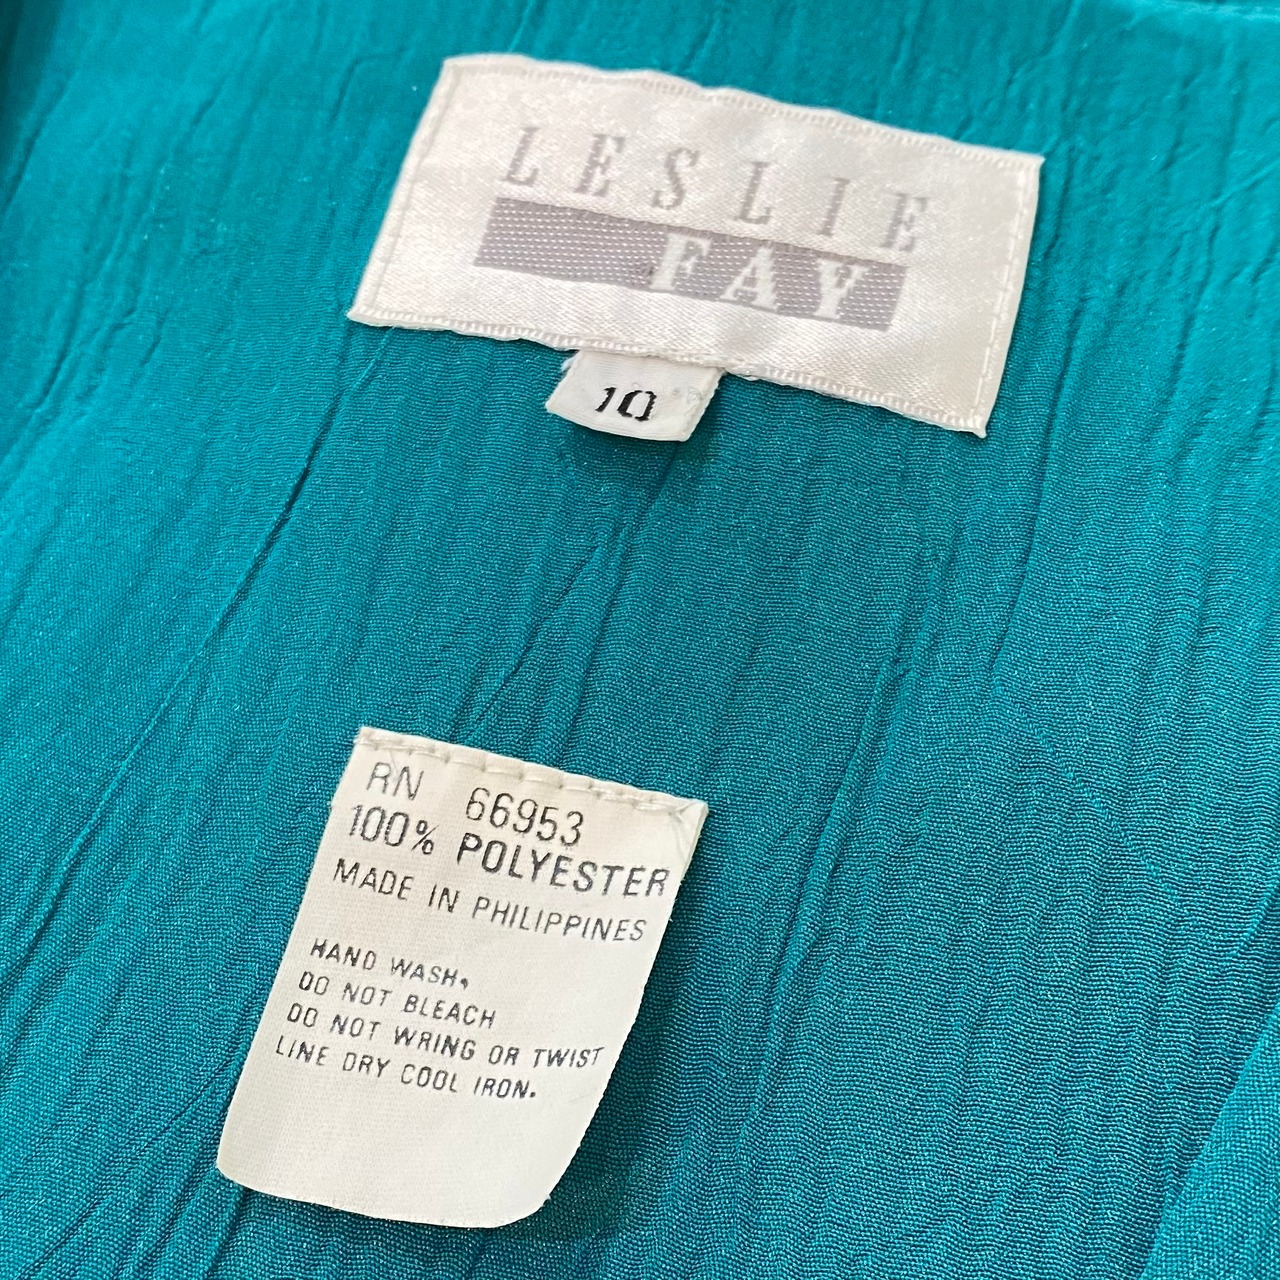 LESLIE
FAY
10
RN 66953
100% POLYESTER
MADE IN PHILIPPINES
HAND WASH,
DO NOT BLEACH
DO NOT WRING OR TWIST
LINE DRY COOL IRON.